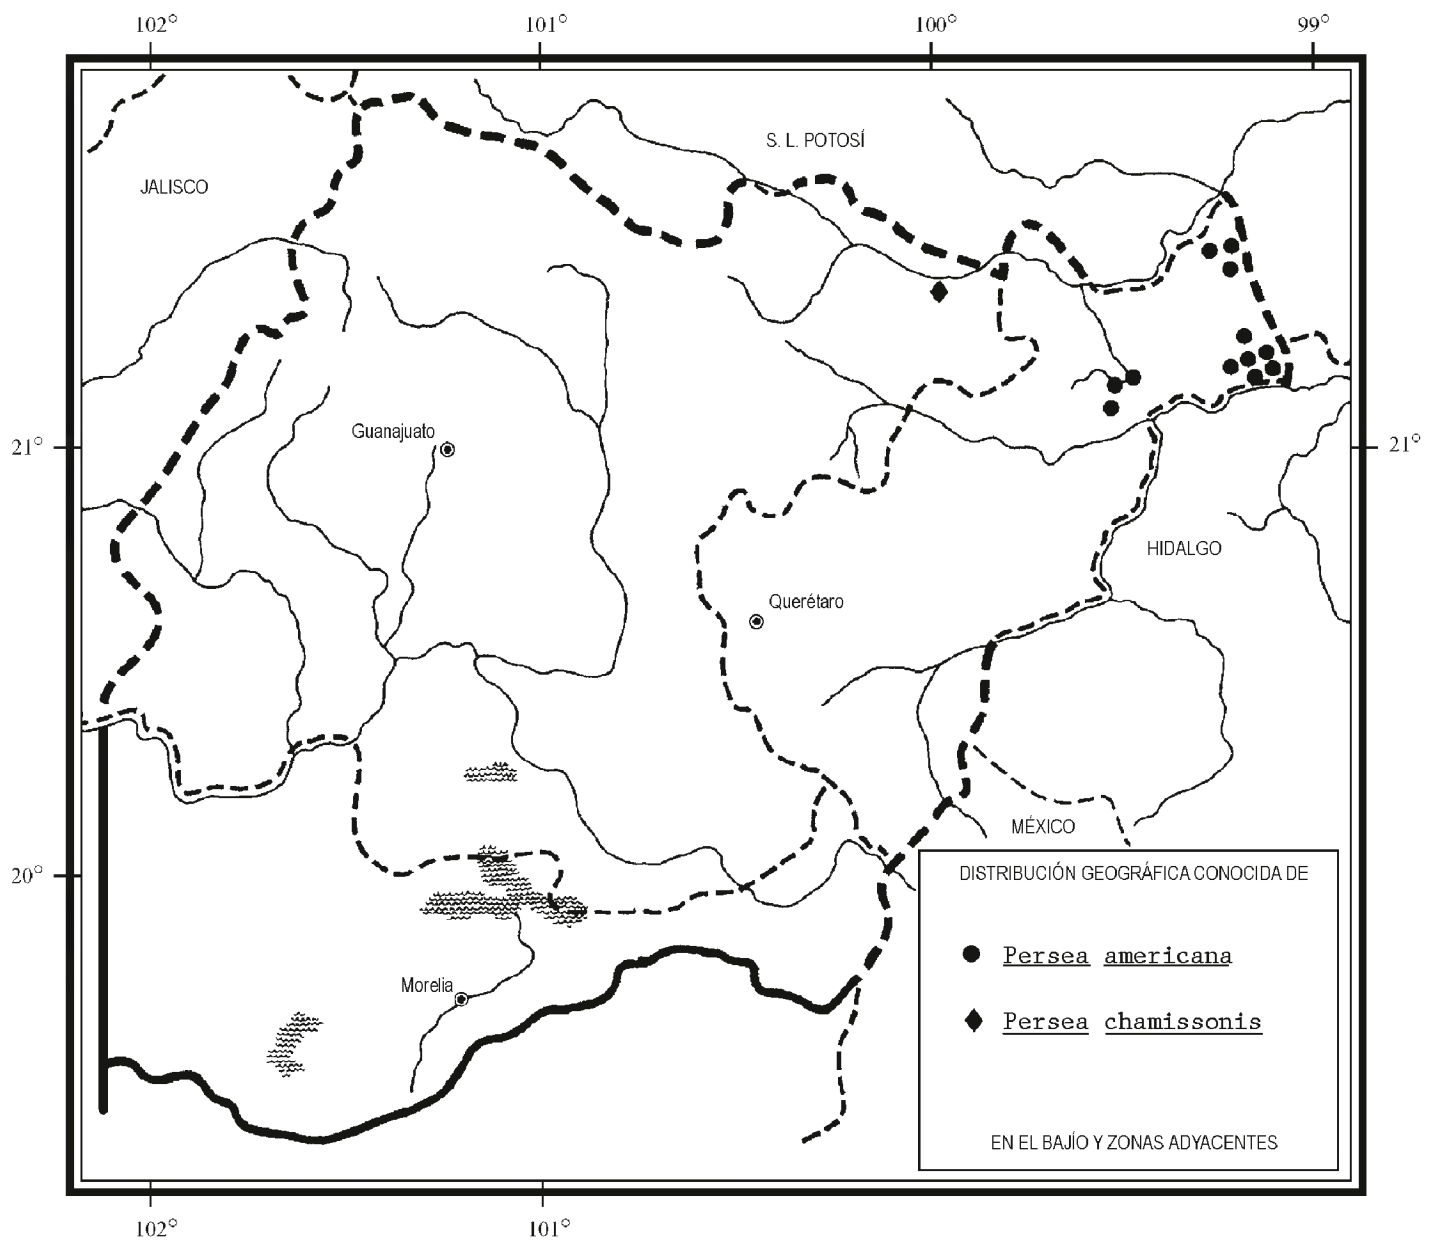 102° 101° 100° 99°
S. L. POTOSÍ
JALISCO
Guanajuato
21° 21°
HIDALGO
Querétaro
MÉXICO
20°
DISTRIBUCIÓN GEOGRÁFICA CONOCIDA DE
Persea americana
Morelia
Persea chamissonis
EN EL BAJÍO Y ZONAS ADYACENTES
102° 101°